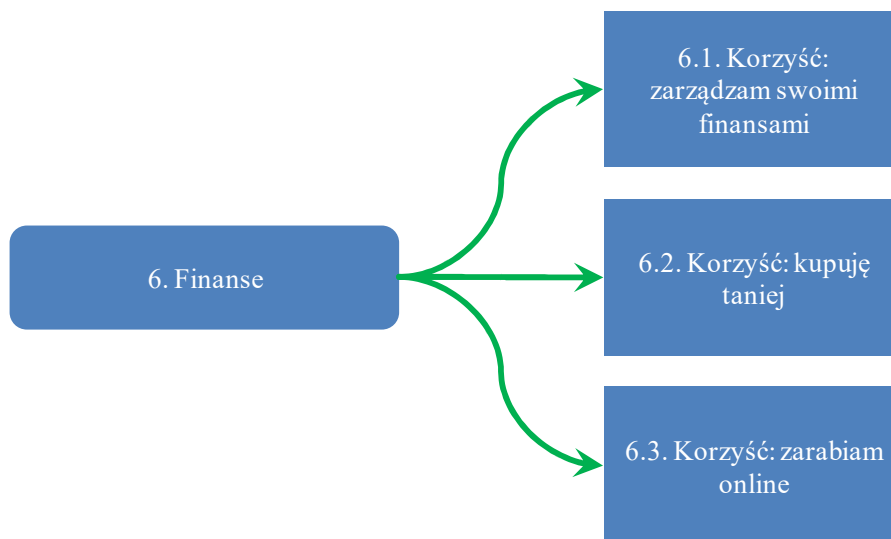 6. Finanse
6.1. Korzyść:
zarządzam swoimi
finansami
6.2. Korzyść: kupuję
taniej
6.3. Korzyść: zarabiam
online